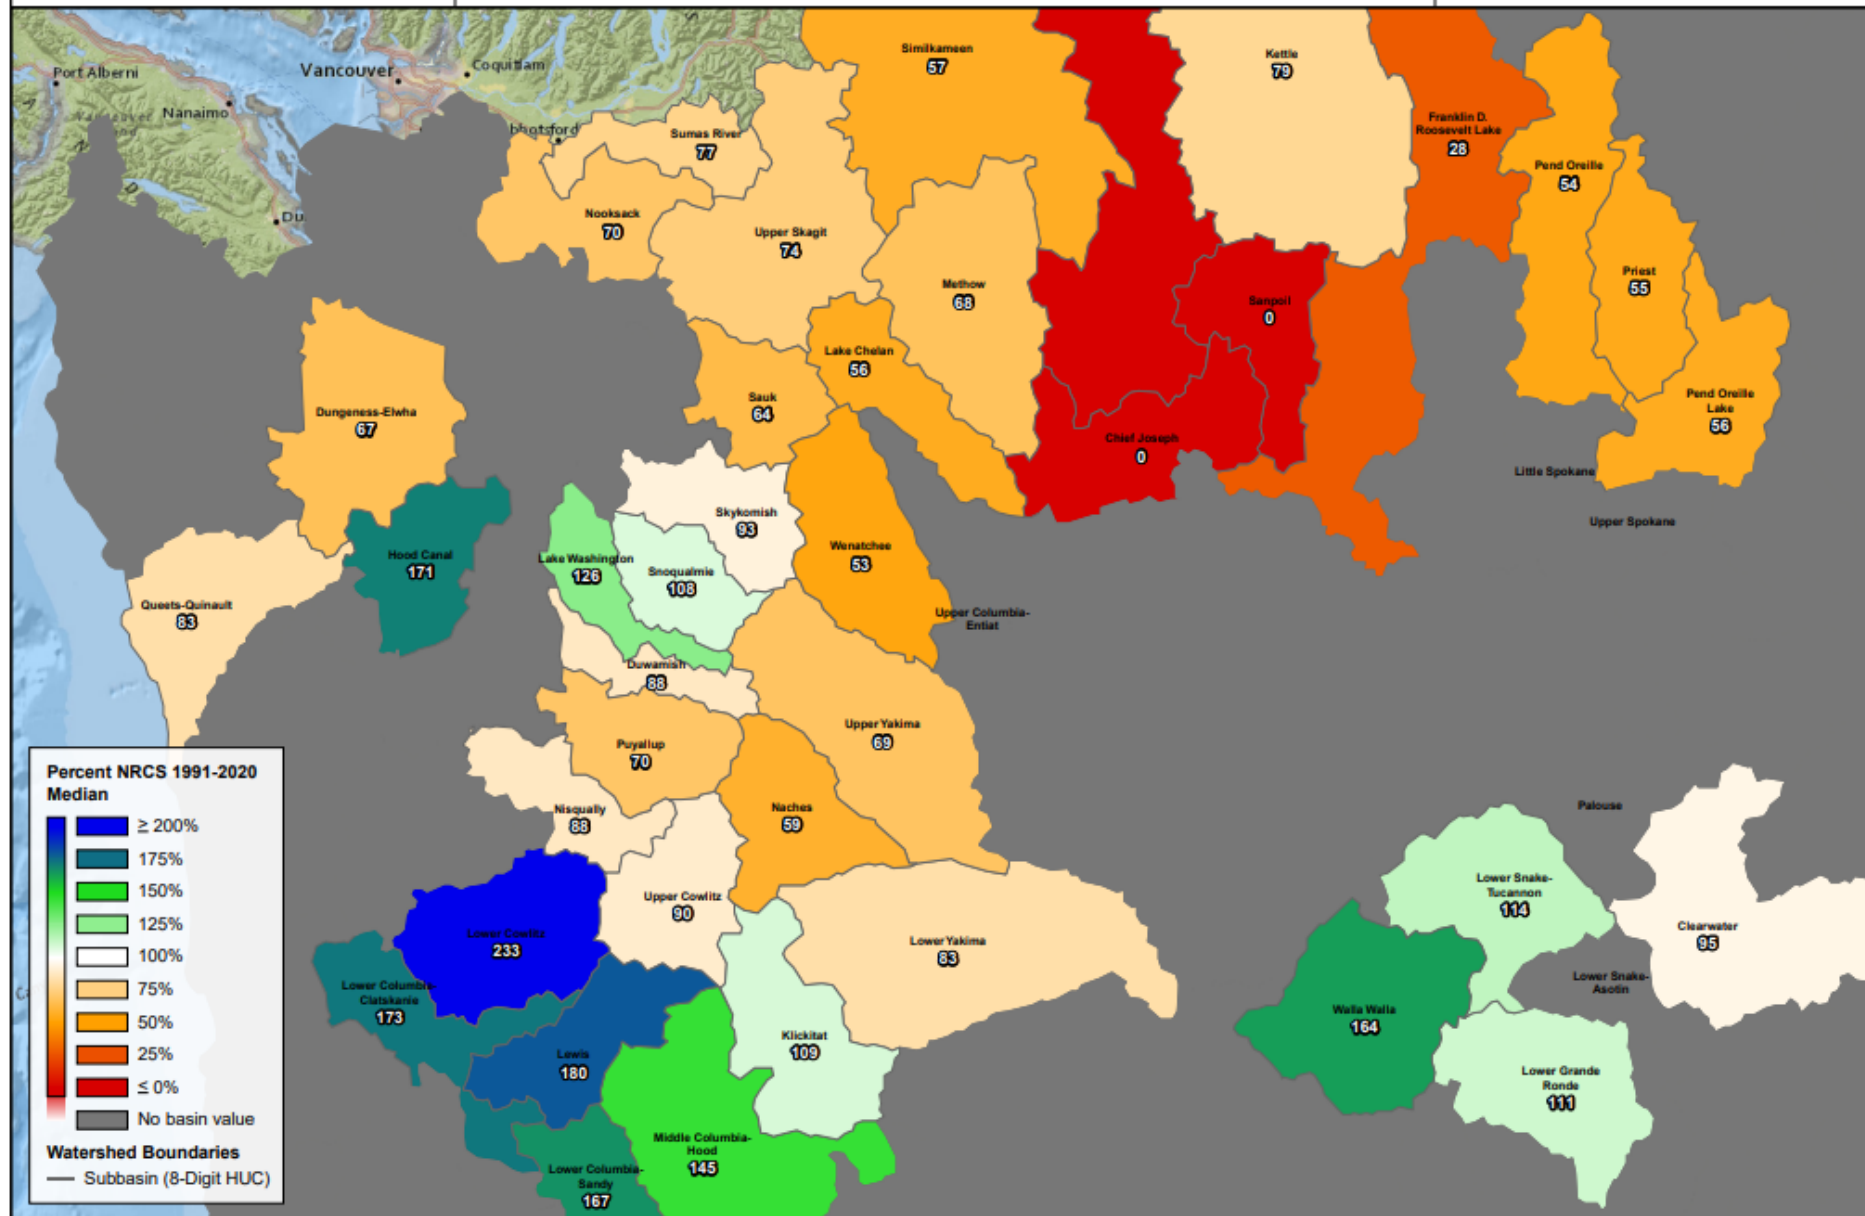 Similkameen
57
Kettle
79
Vancouver
Coquitlam
Port Alberni
Nanaimo
Vancouver
bbotsford
Sumas River
77
Franklin D.
Roosevelt Lake
28
Pend Oreille
54
Du
Nooksack
70
Upper Skagit
74
Methow
68
Sanpoil
0
Priest
55
Lake Chelan
56
Sauk
64
Dungeness-Elwha
67
Pend Oreille
Lake
56
Chief Joseph
0
Little Spokane
Upper Spokane
Skykomish
93
Hood Canal
171
Lake Washington
126
Snoqualmie
108
Wenatchee
53
Queets-Quinault
83
Upper Columbia-
Entiat
Duwamish
88
Upper Yakima
69
Puyallup
70
Naches
59
Nisqually
88
Palouse
Upper Cowlitz
90
Lower Snake-
Tucannon
114
Clearwater
95
Lower Cowlitz
233
Lower Yakima
83
Lower Snake-
Asotin
Lower Columbia-
Clatskanie
173
Walla Walla
164
Klickitat
109
Lewis
180
Lower Grande
Ronde
111
Middle Columbia-
Hood
145
Lower Columbia-
Sandy
167
Percent NRCS 1991-2020
Median
≥ 200%
175%
150%
125%
100%
75%
50%
25%
≤ 0%
No basin value
Watershed Boundaries
Subbasin (8-Digit HUC)